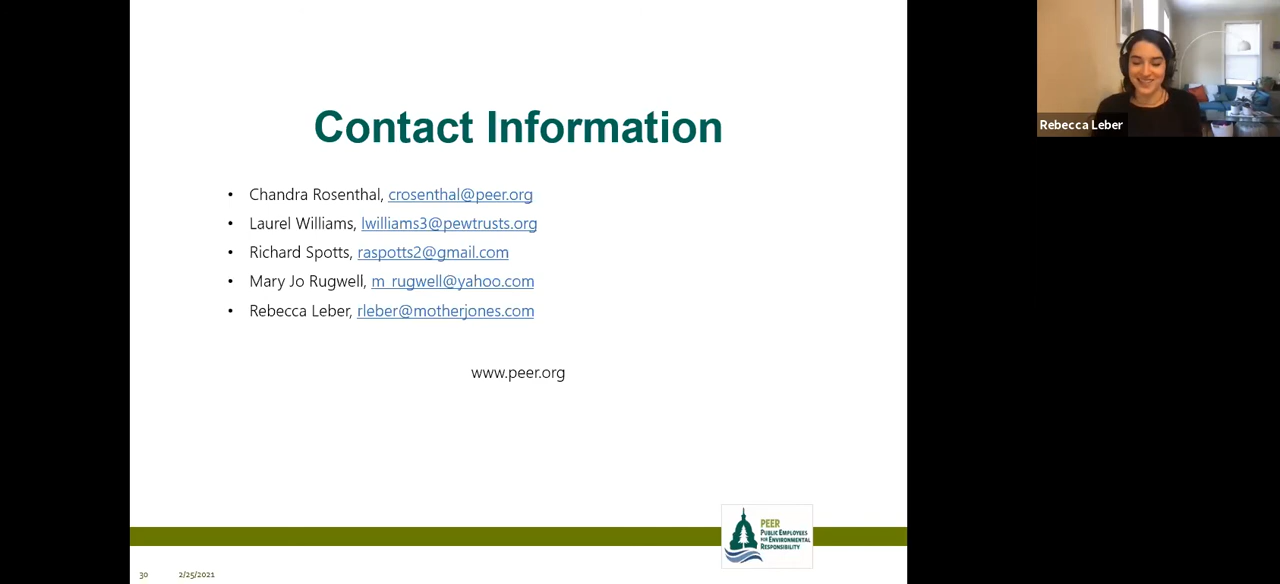 Contact Information
• Chandra Rosenthal, crosenthal@peer.org
• Laurel Williams, lwilliams3@pewtrusts.org
• Richard Spotts, raspotts2@gmail.com
• Mary Jo Rugwell, m_rugwell@yahoo.com
• Rebecca Leber, rleber@motherjones.com
www.peer.org
PEER
Public Employees
for Environmental
Responsibility
30 2/25/2021
Rebecca Leber